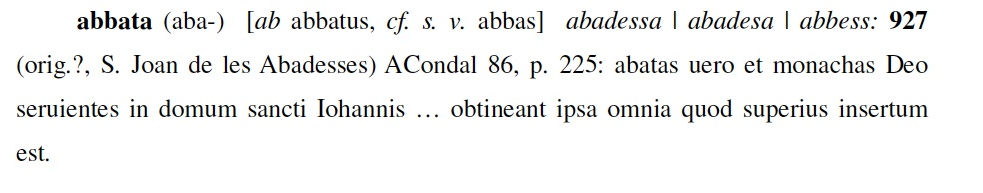 abbata (aba-) [ab abbatus, cf. s. v. abbas] abadessa | abadesa | abbess: 927
(orig.?, S. Joan de les Abadesses) ACondal 86, p. 225: abatas uero et monachas Deo
seruientes in domum sancti Iohannis … obtineant ipsa omnia quod superius insertum
est.